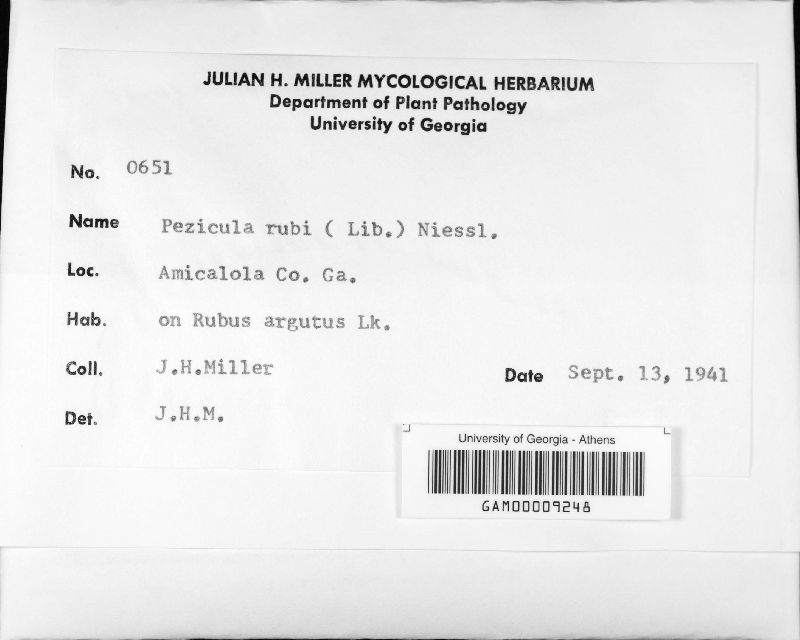 JULIAN H. MILLER MYCOLOGICAL HERBARIUM
Department of Plant Pathology
University of Georgia
No. 0651
Name Pezicula rubi ( Lib.) Niessl.
Loc. Amicalola Co. Ga.
Hab. on Rubus argutus Lk.
Coll. J.H.Miller Date Sept. 13, 1941
Det. J.H.M.
University of Georgia - Athens
GAM00009248